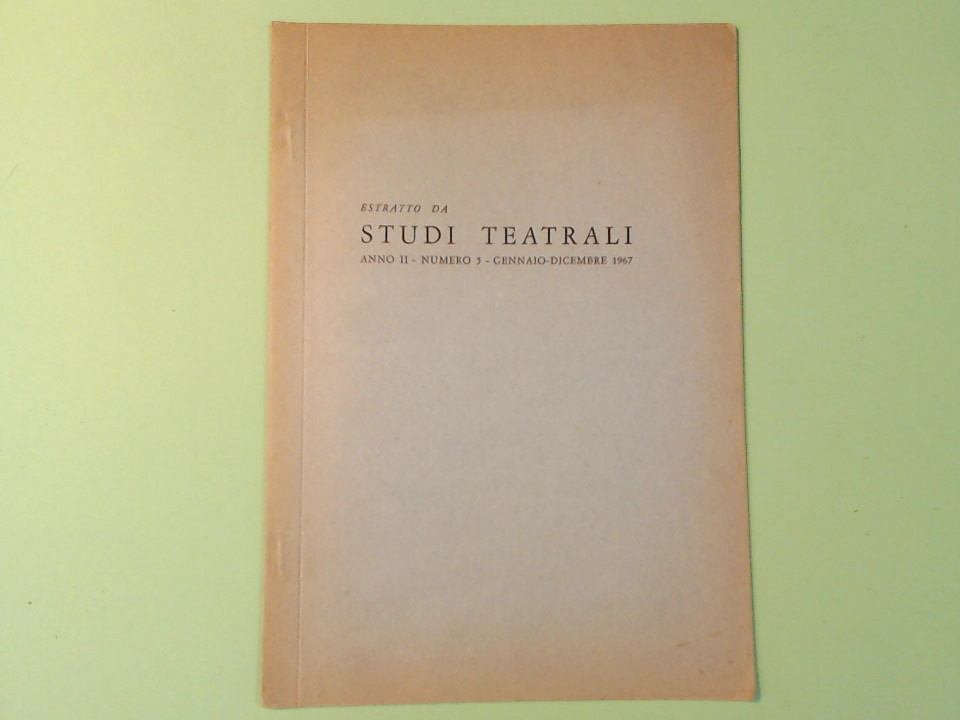 ESTRATTO DA
STUDI TEATRALI
ANNO II - NUMERO 5 - GENNAIO-DICEMBRE 1967